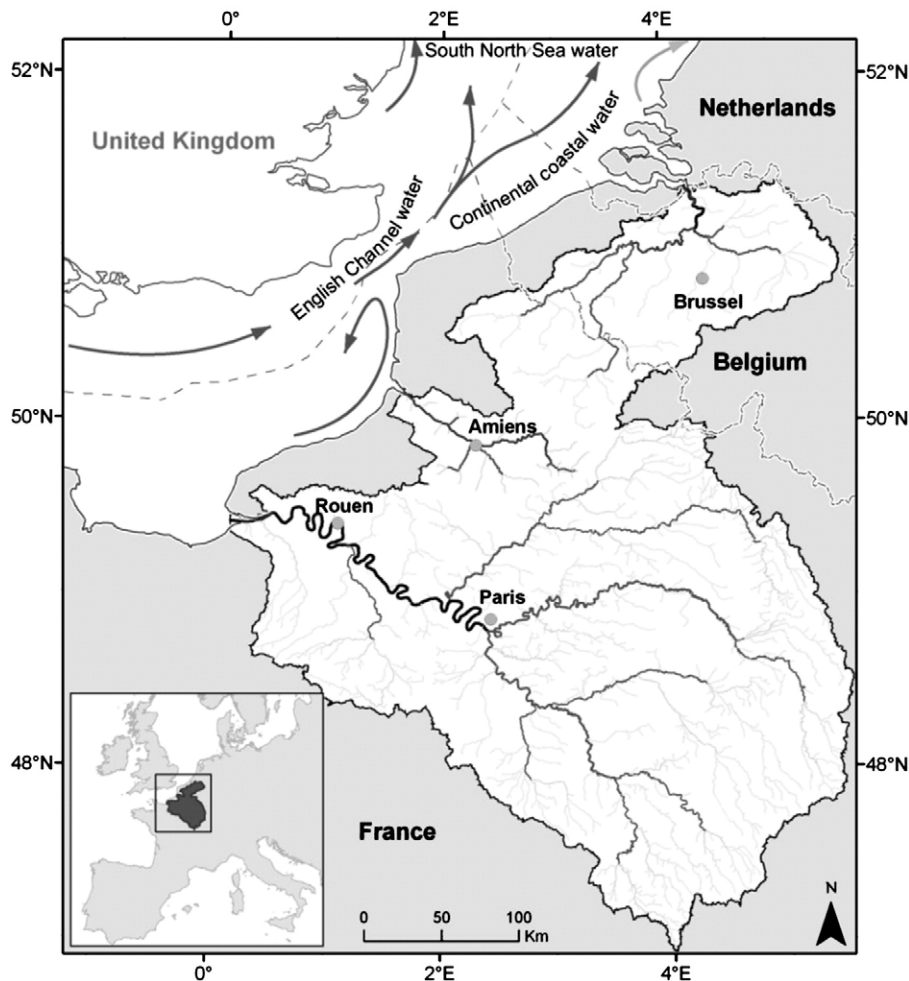 0° 2°E 4°E
52°N 52°N
South North Sea water
Netherlands
United Kingdom
Continental coastal water
English Channel water
Brussel
Belgium
50°N 50°N
Amiens
Rouen
Paris
48°N 48°N
France
N
0 50 100
Km
0° 2°E 4°E